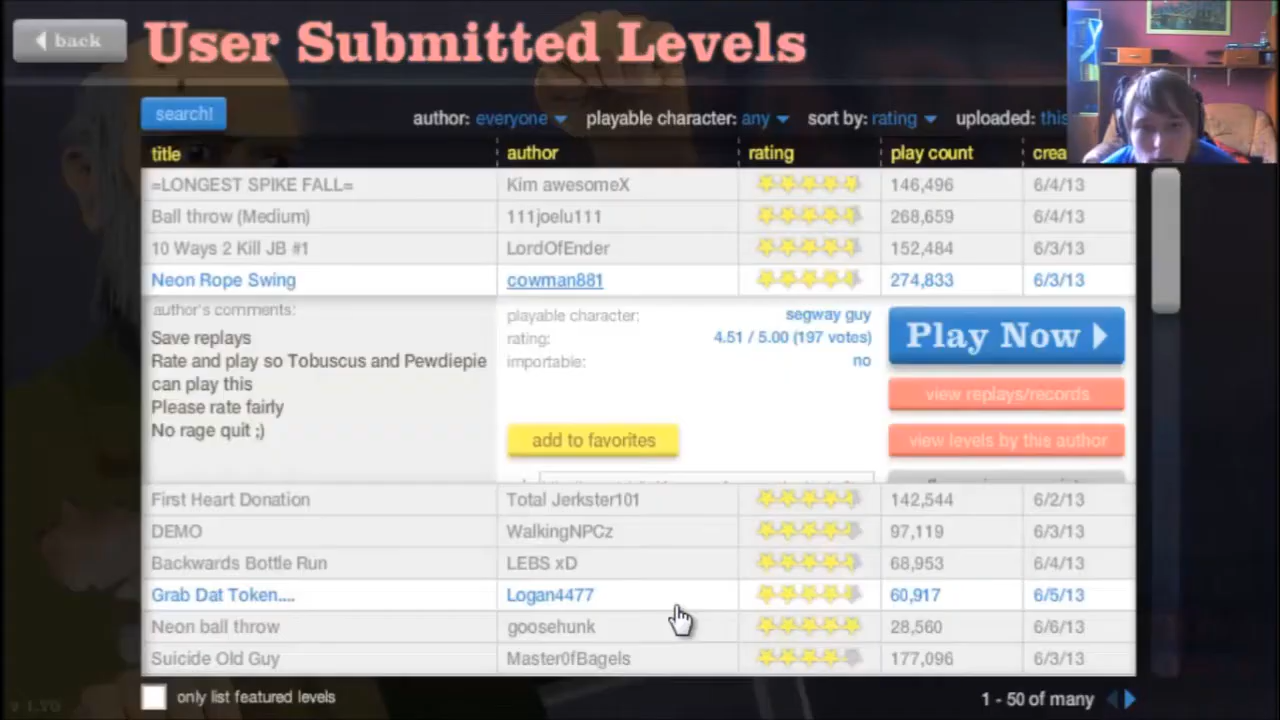 back
User Submitted Levels
search!
author: everyone playable character: any sort by: rating uploaded: this
title author rating play count crea
=LONGEST SPIKE FALL= Kim awesomeX 146,496 6/4/13
Ball throw (Medium) 111joelu111 268,659 6/4/13
10 Ways 2 Kill JB #1 LordOfEnder 152,484 6/3/13
Neon Rope Swing cowman881 274,833 6/3/13
author's comments:
Save replays
Rate and play so Tobuscus and Pewdiepie
can play this
Please rate fairly
No rage quit ;)
playable character: segway guy
rating: 4.51 / 5.00 (197 votes)
importable: no
add to favorites
Play Now
view replays/records
view levels by this author
First Heart Donation Total Jerkster101 142,544 6/2/13
DEMO WalkingNPCz 97,119 6/3/13
Backwards Bottle Run LEBS xD 68,953 6/4/13
Grab Dat Token.... Logan4477 60,917 6/5/13
Neon ball throw goosehunk 28,560 6/6/13
Suicide Old Guy Master0fBagels 177,096 6/3/13
only list featured levels
1 - 50 of many